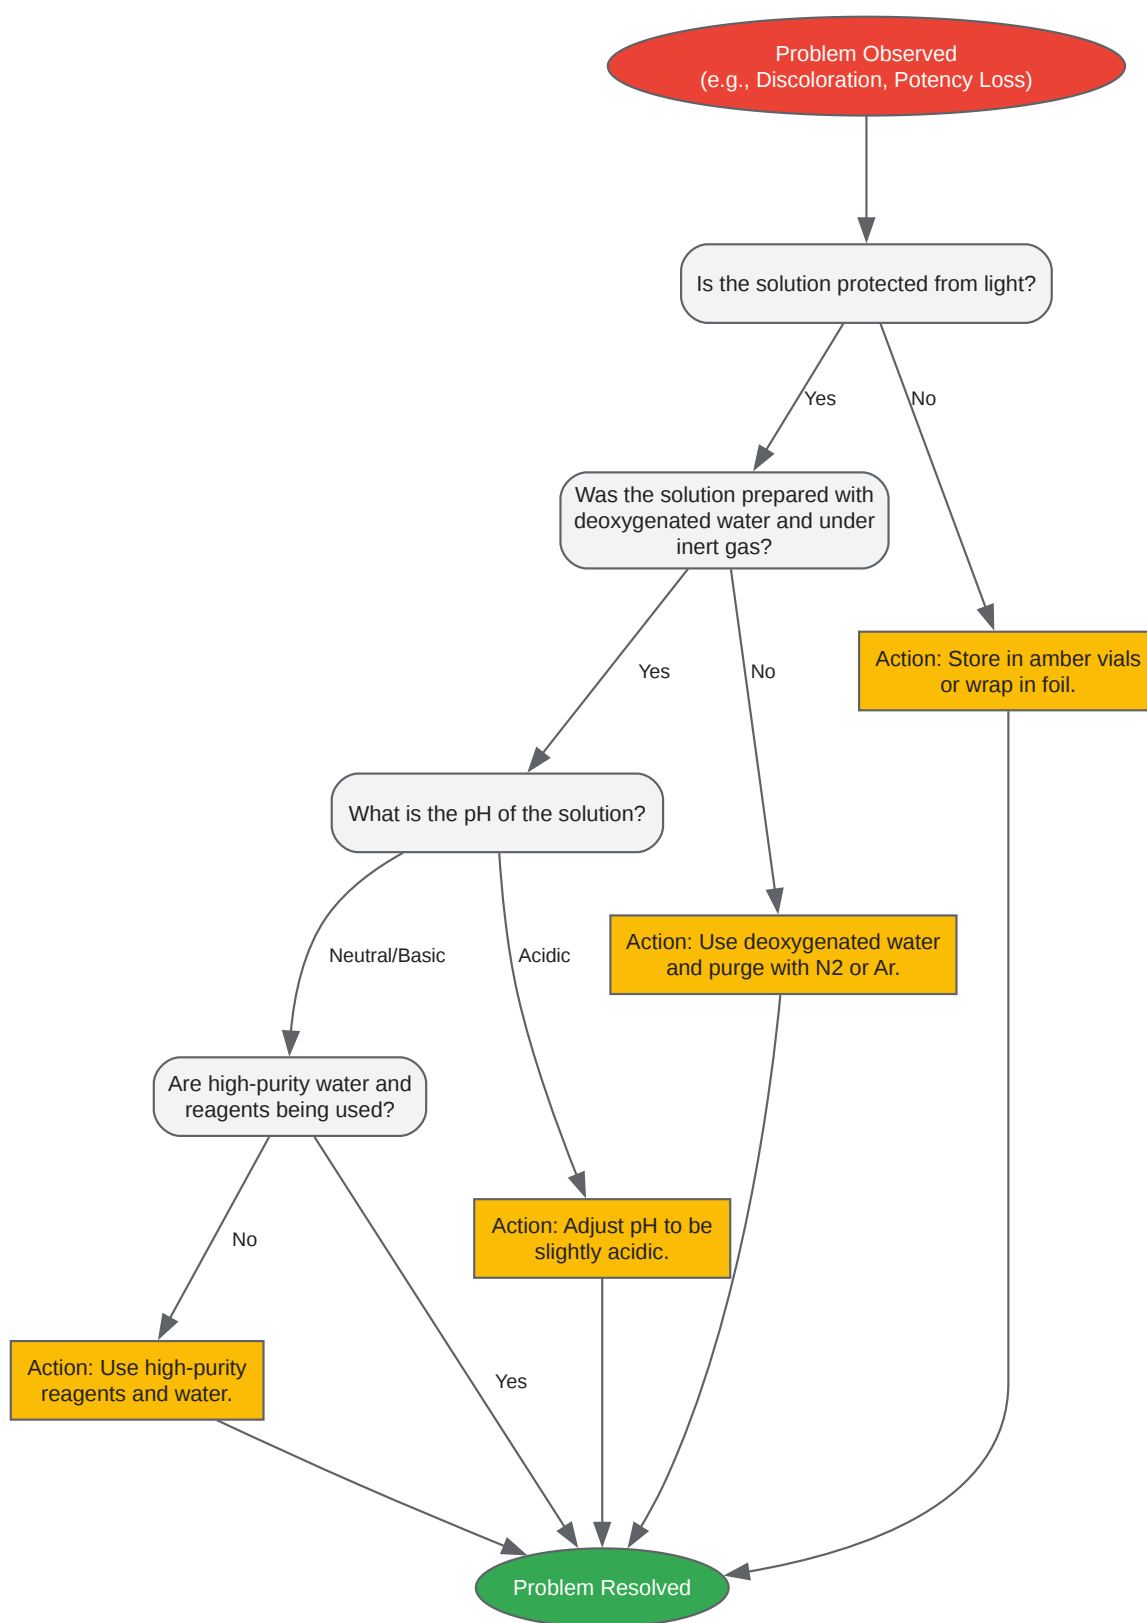 Problem Observed
(e.g., Discoloration, Potency Loss)
Is the solution protected from light?
Yes
No
Was the solution prepared with
deoxygenated water and under
inert gas?
Action: Store in amber vials
or wrap in foil.
Yes
No
What is the pH of the solution?
Action: Use deoxygenated water
and purge with N2 or Ar.
Neutral/Basic
Acidic
Are high-purity water and
reagents being used?
Action: Adjust pH to be
slightly acidic.
No
Yes
Action: Use high-purity
reagents and water.
Problem Resolved